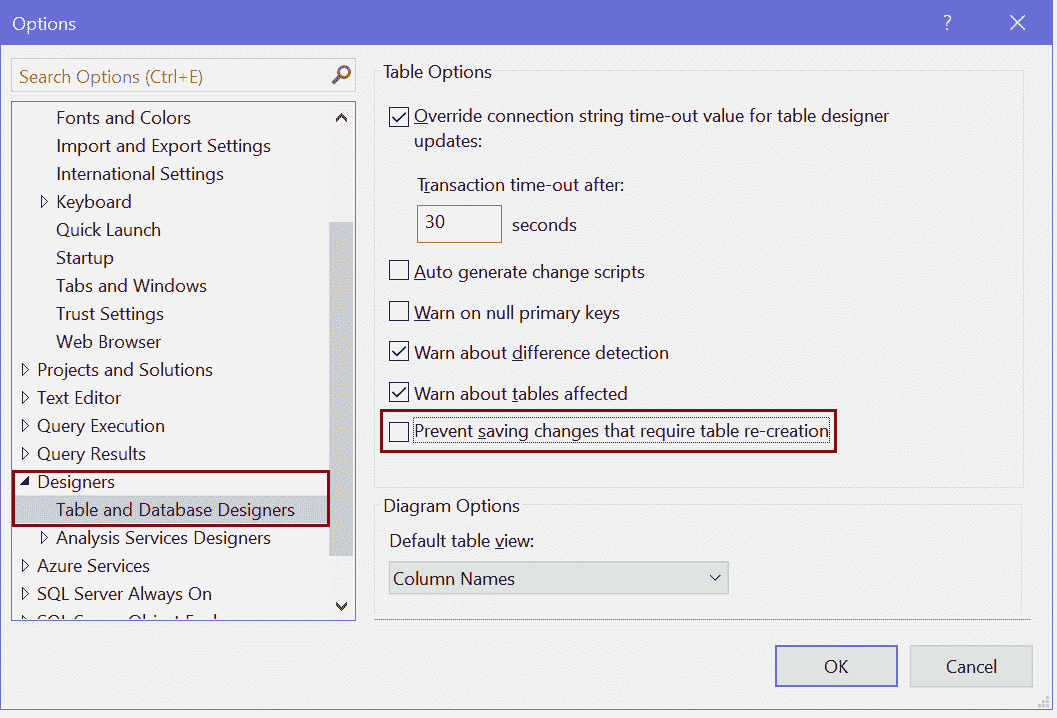 Options
?
Search Options (Ctrl+E)
Fonts and Colors
Import and Export Settings
International Settings
Keyboard
Quick Launch
Startup
Tabs and Windows
Trust Settings
Web Browser
Projects and Solutions
Text Editor
Query Execution
Query Results
Designers
Table and Database Designers
Analysis Services Designers
Azure Services
SQL Server Always On
Table Options
Override connection string time-out value for table designer
updates:
Transaction time-out after:
30 seconds
Auto generate change scripts
Warn on null primary keys
Warn about difference detection
Warn about tables affected
Prevent saving changes that require table re-creation
Diagram Options
Default table view:
Column Names
OK
Cancel